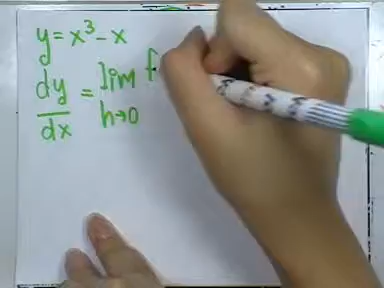 y = x³ - x
dy/dx = lim h→0 f